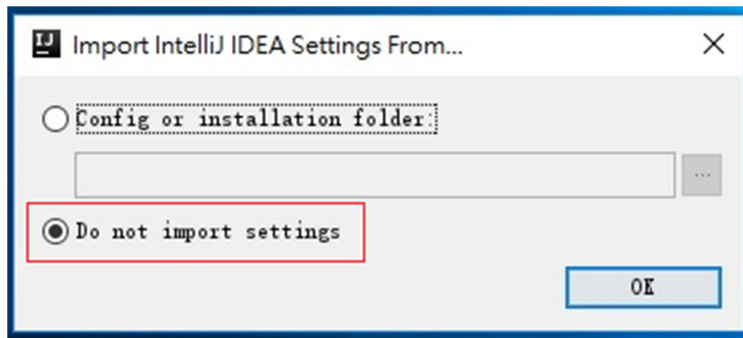 IJ
Import IntelliJ IDEA Settings From...
Config or installation folder:
...
Do not import settings
OK